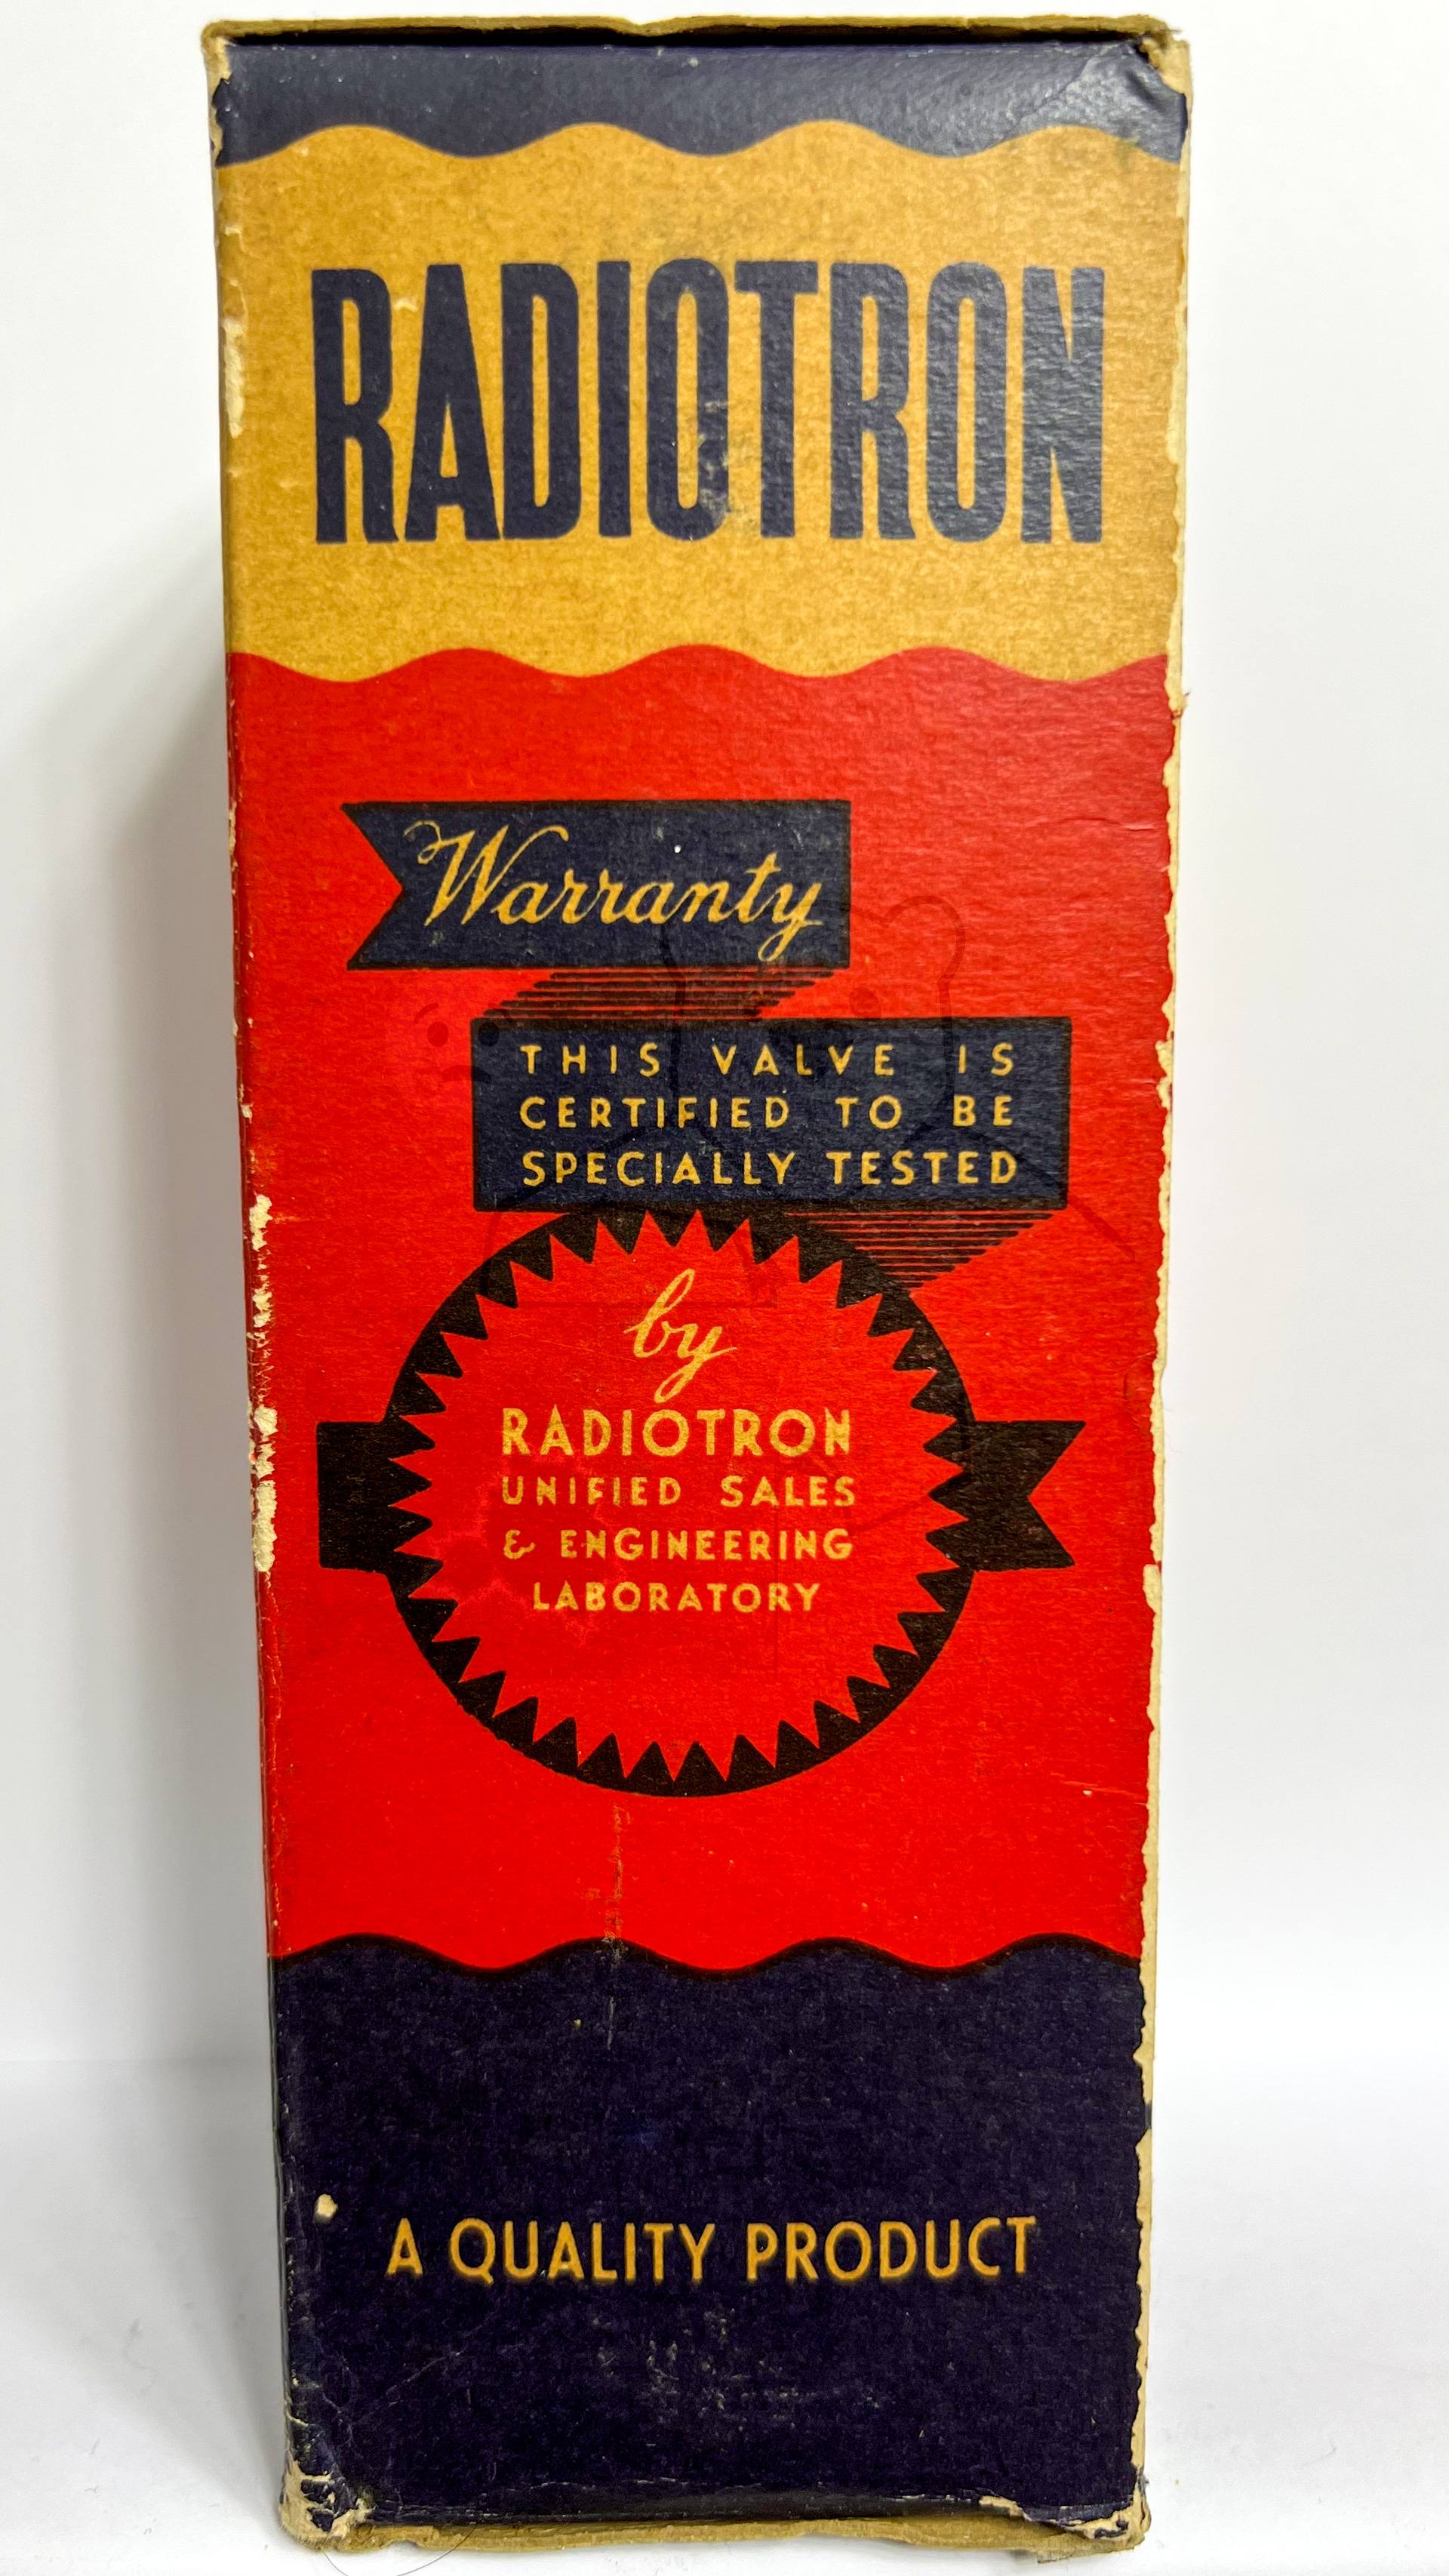 RADIOTRON
Warranty
THIS VALVE IS
CERTIFIED TO BE
SPECIALLY TESTED
by
RADIOTRON
UNIFIED SALES
& ENGINEERING
LABORATORY
A QUALITY PRODUCT